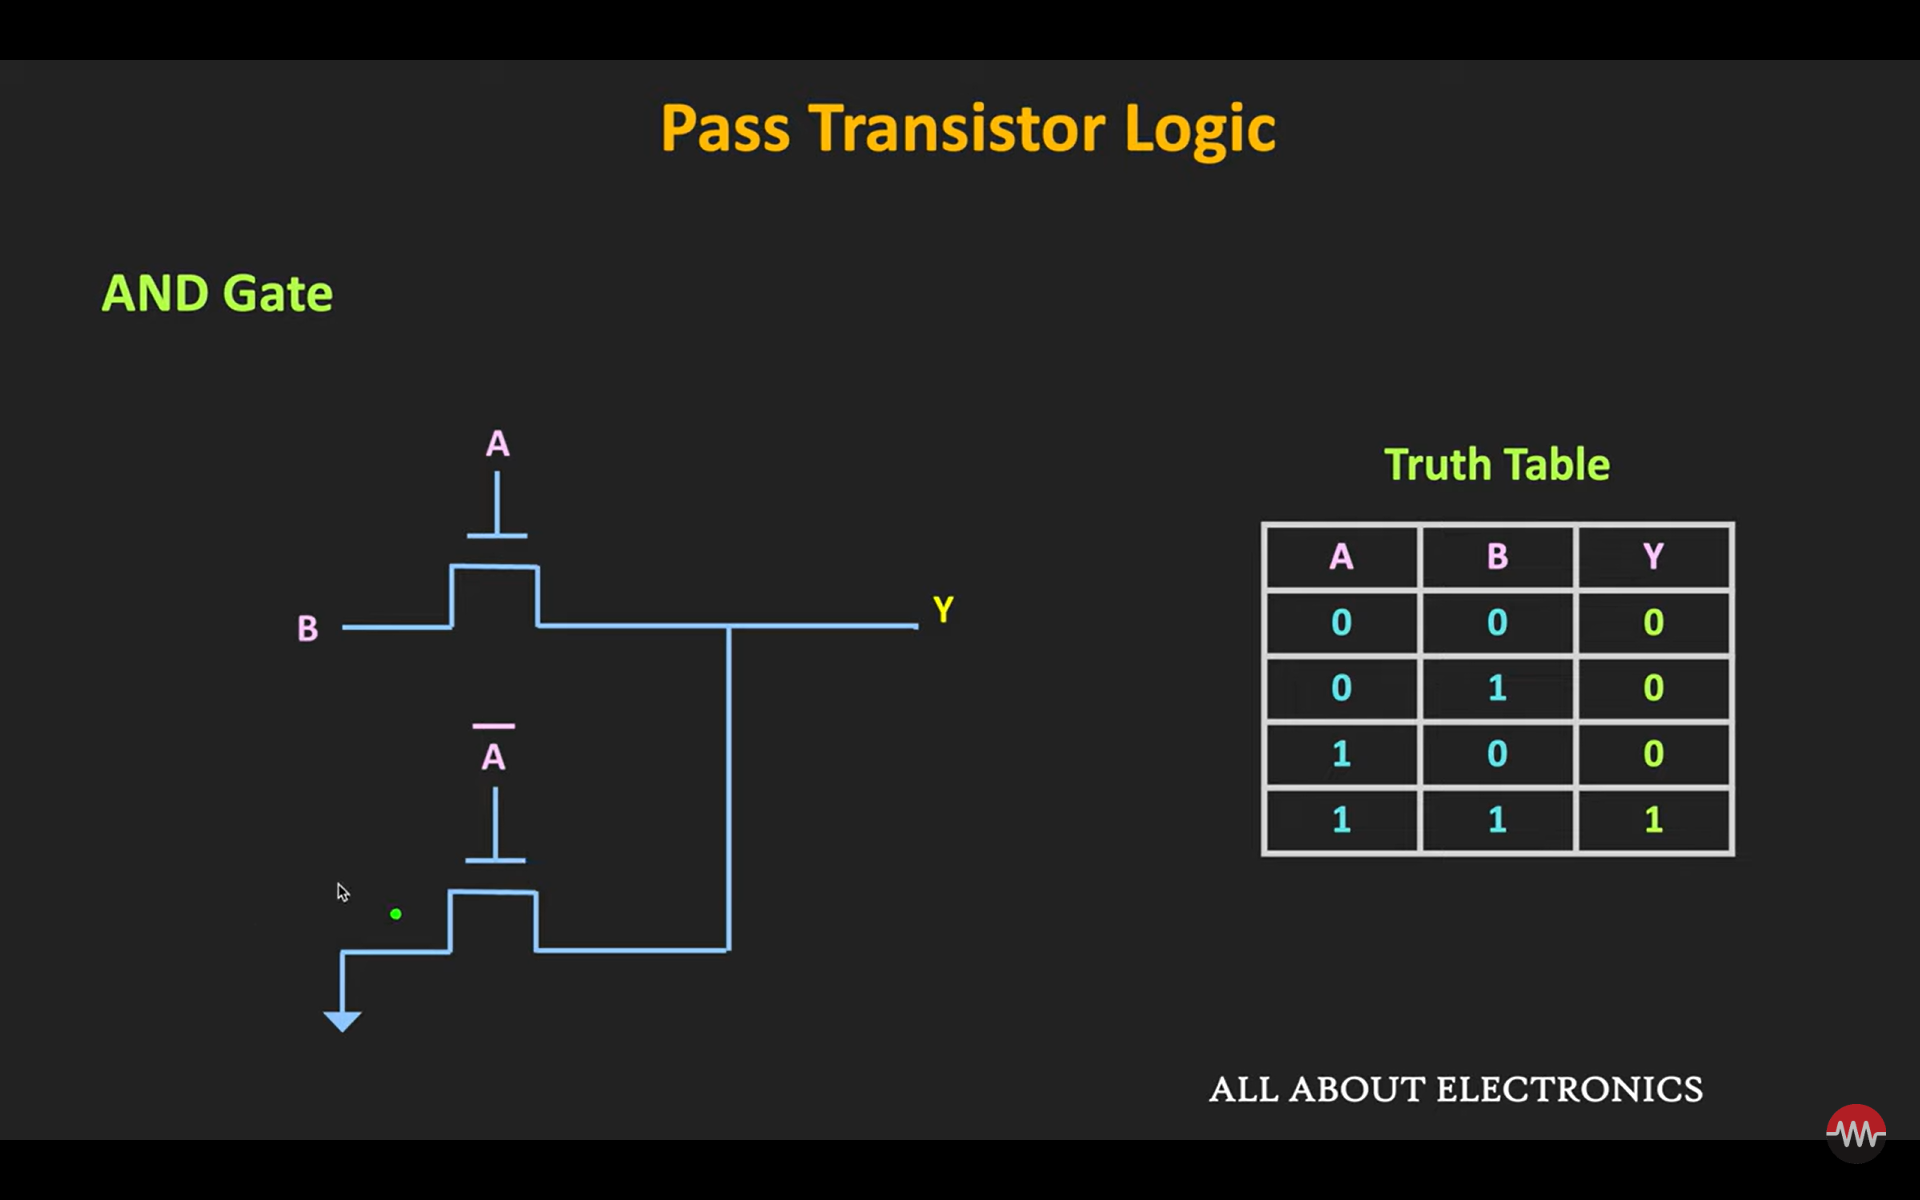 Pass Transistor Logic
AND Gate
A
B
Y
A̅
Truth Table
A B Y
0 0 0
0 1 0
1 0 0
1 1 1
ALL ABOUT ELECTRONICS